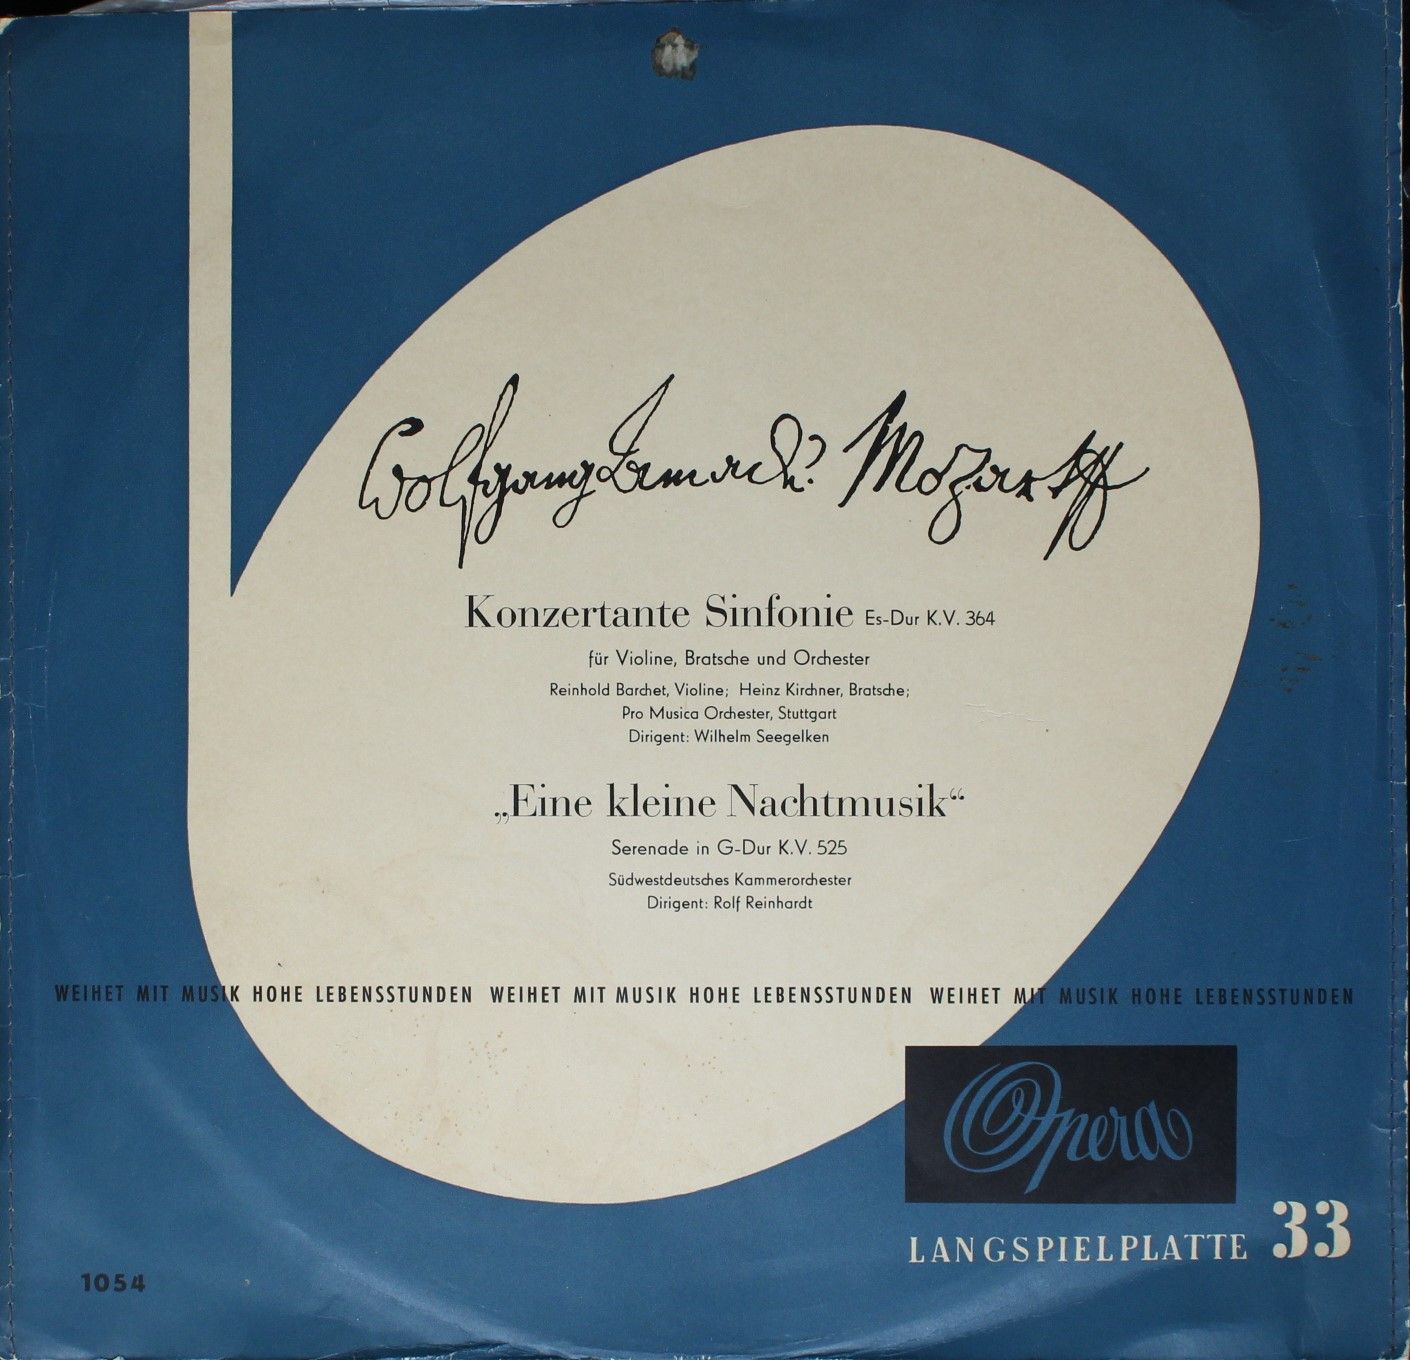 Wolfgang Amadè Mozart
Konzertante Sinfonie Es-Dur K.V. 364
für Violine, Bratsche und Orchester
Reinhold Barchet, Violine; Heinz Kirchner, Bratsche;
Pro Musica Orchester, Stuttgart
Dirigent: Wilhelm Seegelken
„Eine kleine Nachtmusik“
Serenade in G-Dur K.V. 525
Südwestdeutsches Kammerorchester
Dirigent: Rolf Reinhardt
WEIHET MIT MUSIK HOHE LEBENSSTUNDEN WEIHET MIT MUSIK HOHE LEBENSSTUNDEN WEIHET MIT MUSIK HOHE LEBENSSTUNDEN
Opera
LANGSPIELPLATTE 33
1054